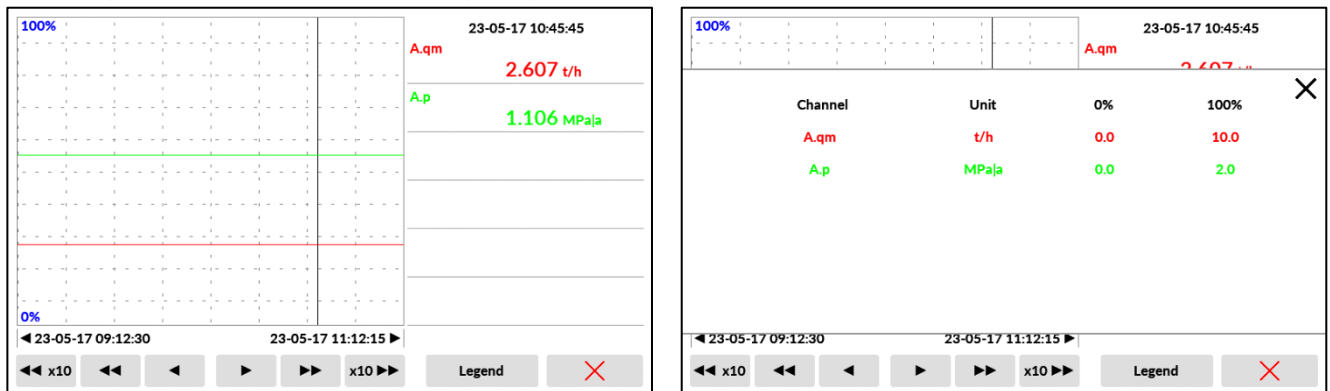 100%
23-05-17 10:45:45
A.qm
2.607 t/h
A.p
1.106 MPa|a
0%
◀ 23-05-17 09:12:30 23-05-17 11:12:15 ▶
◀◀ x10 ◀◀ ◀ ▶ ▶▶ x10 ▶▶ Legend
100%
23-05-17 10:45:45
A.qm
2.607 t/h
Channel Unit 0% 100%
A.qm t/h 0.0 10.0
A.p MPa|a 0.0 2.0
◀ 23-05-17 09:12:30 23-05-17 11:12:15 ▶
◀◀ x10 ◀◀ ◀ ▶ ▶▶ x10 ▶▶ Legend